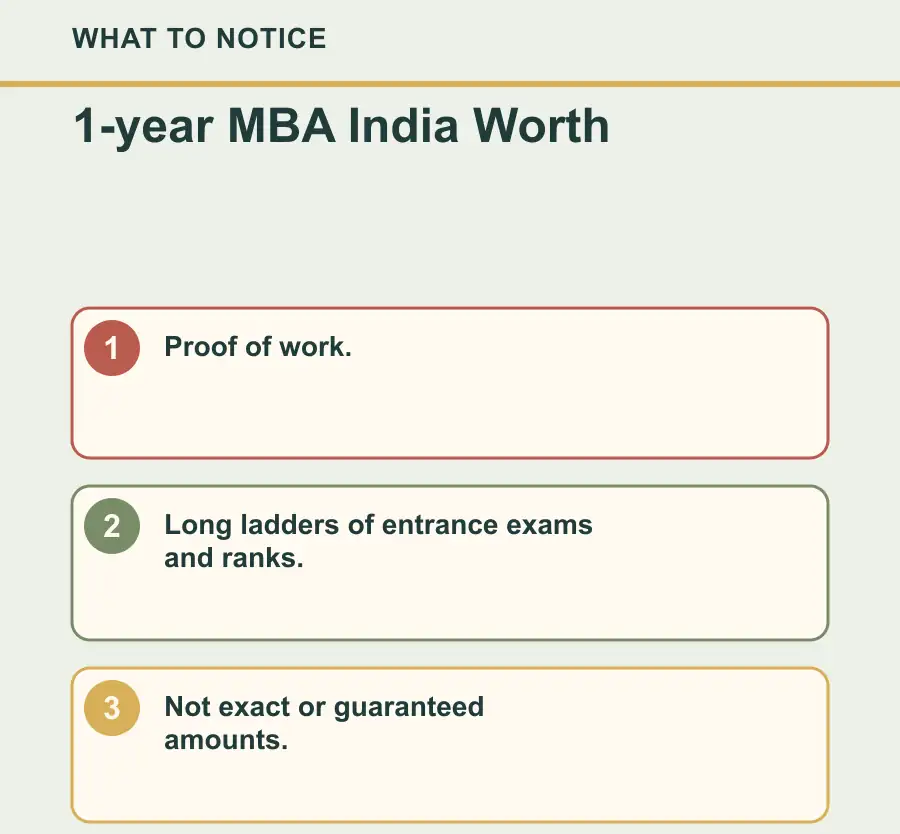 WHAT TO NOTICE
1-year MBA India Worth
1
Proof of work.
2
Long ladders of entrance exams
and ranks.
3
Not exact or guaranteed
amounts.